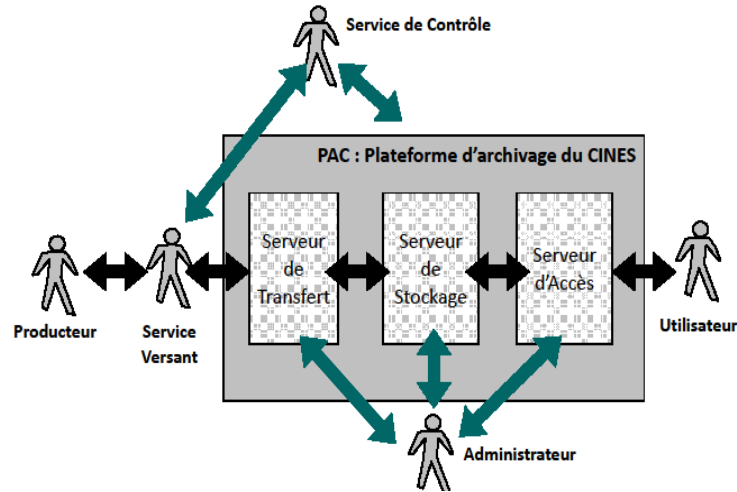 Service de Contrôle
PAC : Plateforme d'archivage du CINES
Serveur
de
Transfert
Serveur
de
Stockage
Serveur
d'Accès
Producteur
Service
Versant
Utilisateur
Administrateur